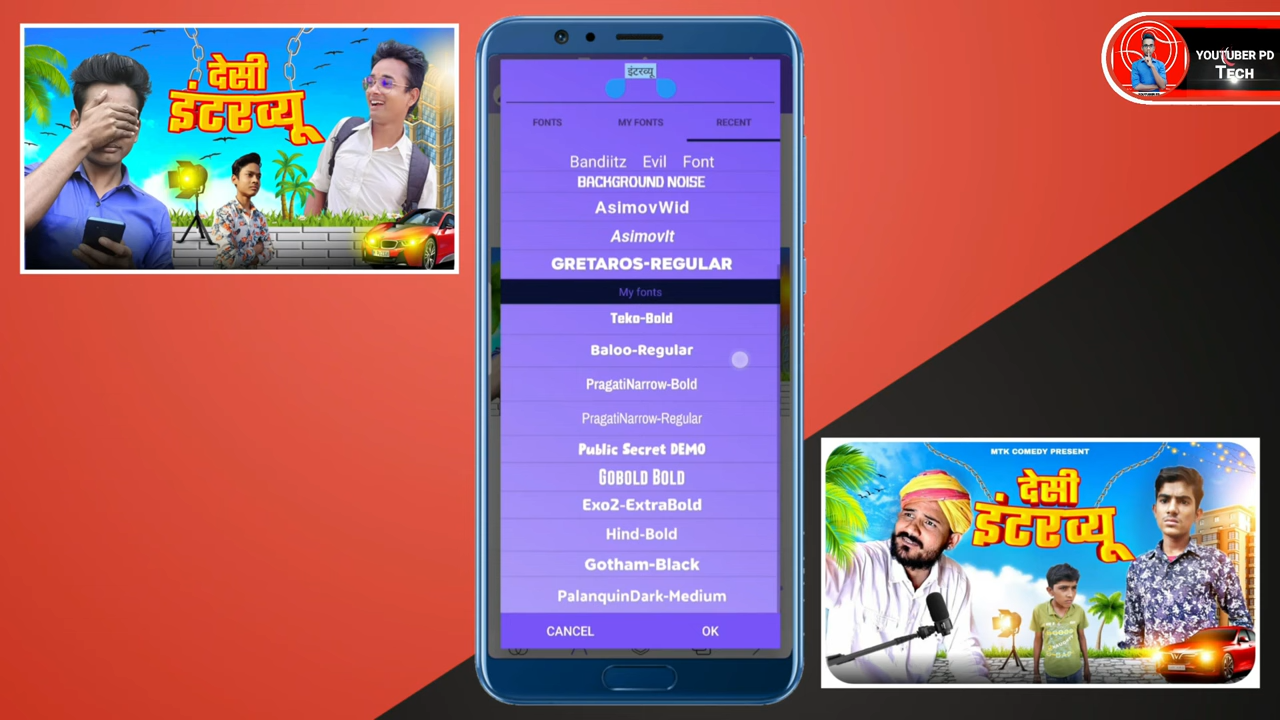 देसी
इंटरव्यू
इंटरव्यू
FONTS
MY FONTS
RECENT
Bandiitz Evil Font
BACKGROUND NOISE
AsimovWid
AsimovIt
GRETAROS-REGULAR
My fonts
Teko-Bold
Baloo-Regular
PragatiNarrow-Bold
PragatiNarrow-Regular
Public Secret DEMO
GOBOLD BOLD
Exo2-ExtraBold
Hind-Bold
Gotham-Black
PalanquinDark-Medium
CANCEL
OK
YOUTUBER PD
TECH
MTK COMEDY PRESENT
देसी
इंटरव्यू